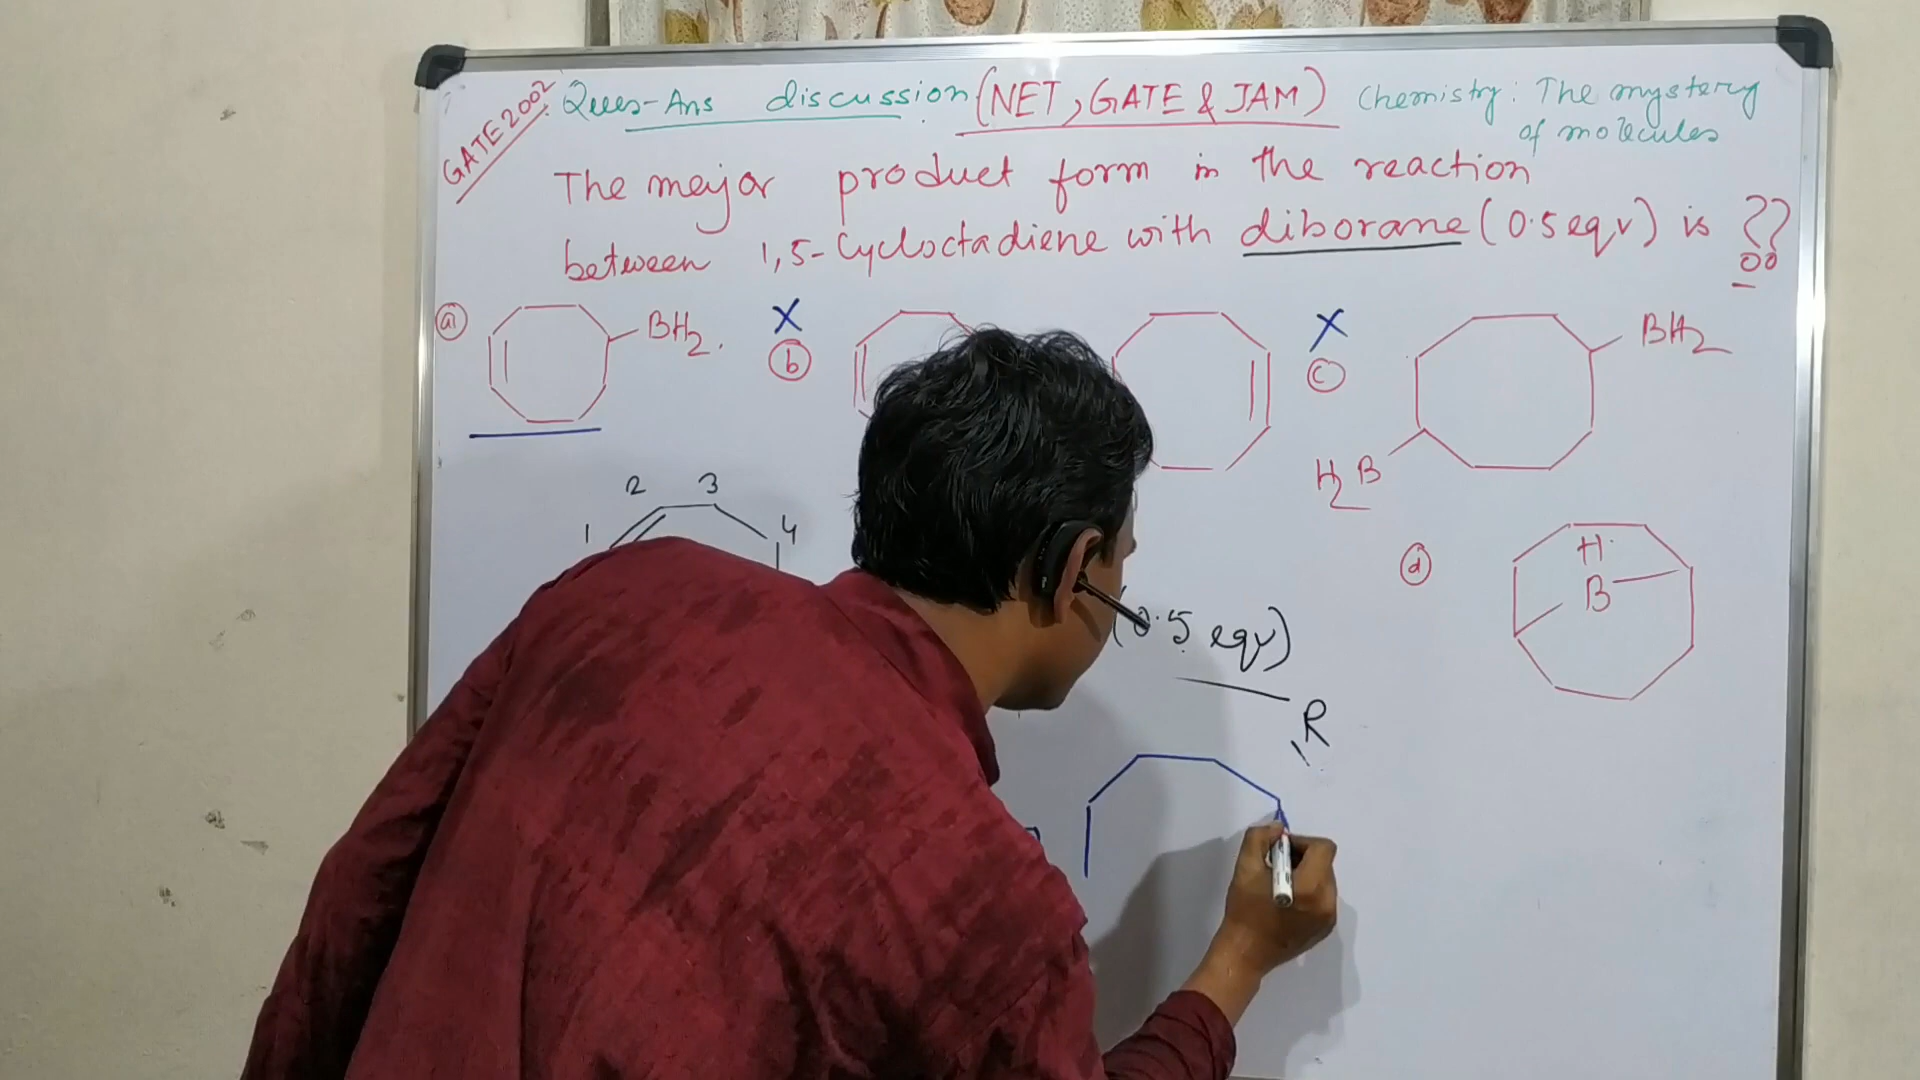 GATE 2002
Ques-Ans discussion (NET, GATE & JAM) Chemistry: The mystery
of molecules
The mejor product form in the reaction
between 1,5-Cycloctadiene with diborane (0.5 eqv) is ??
a
BH2.
X
b
X
c
BH2
H2B
2 3
1 4
(0.5 eqv)
R
d
H
B